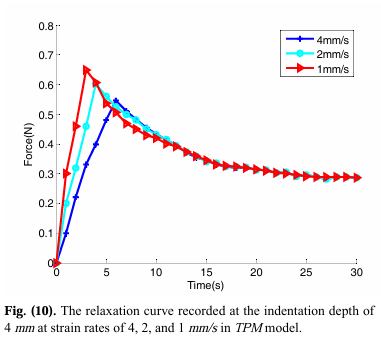 0.8
0.7
0.6
0.5
0.4
0.3
0.2
0.1
0
Force(N)
4mm/s
2mm/s
1mm/s
0 5 10 15 20 25 30
Time(s)
Fig. (10). The relaxation curve recorded at the indentation depth of
4 mm at strain rates of 4, 2, and 1 mm/s in TPM model.